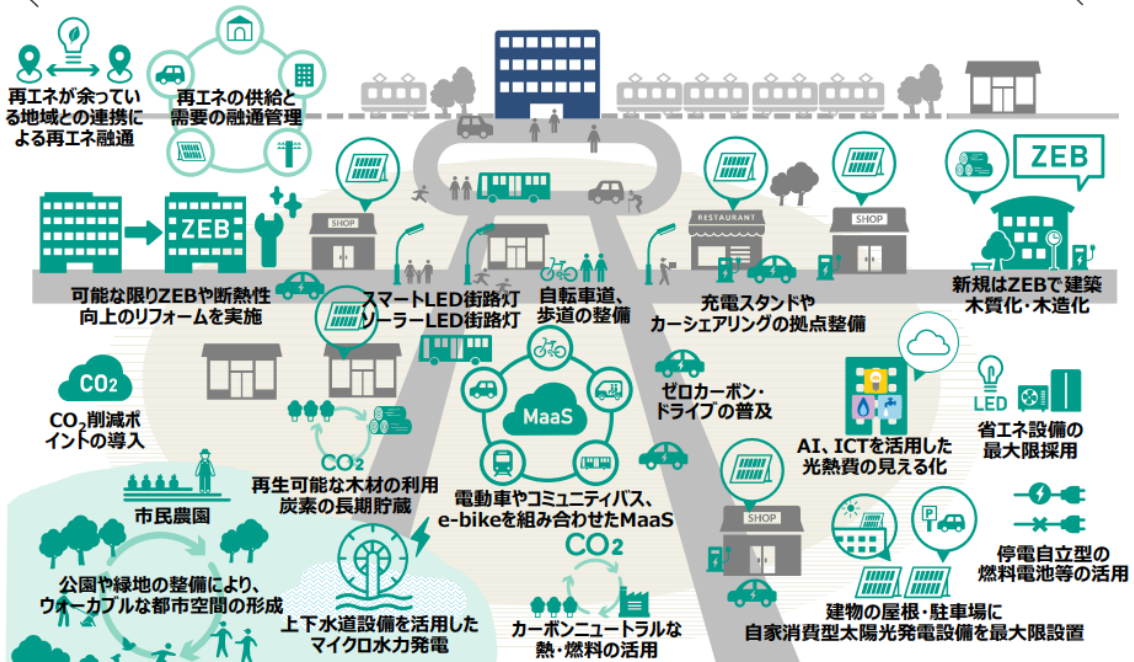 再エネが余ってい
る地域との連携に
よる再エネ融通
再エネの供給と
需要の融通管理
ZEB
SHOP
RESTAURANT
SHOP
ZEB
可能な限りZEBや断熱性
向上のリフォームを実施
スマートLED街路灯
ソーラーLED街路灯
自転車道、
歩道の整備
充電スタンドや
カーシェアリングの拠点整備
新規はZEBで建築
木質化・木造化
CO2
CO2削減ポ
イントの導入
CO2
再生可能な木材の利用
炭素の長期貯蔵
MaaS
電動車やコミュニティバス、
e-bikeを組み合わせたMaaS
ゼロカーボン・
ドライブの普及
AI、ICTを活用した
光熱費の見える化
LED
省エネ設備の
最大限採用
市民農園
公園や緑地の整備により、
ウォーカブルな都市空間の形成
上下水道設備を活用した
マイクロ水力発電
CO2
カーボンニュートラルな
熱・燃料の活用
SHOP
P
建物の屋根・駐車場に
自家消費型太陽光発電設備を最大限設置
停電自立型の
燃料電池等の活用